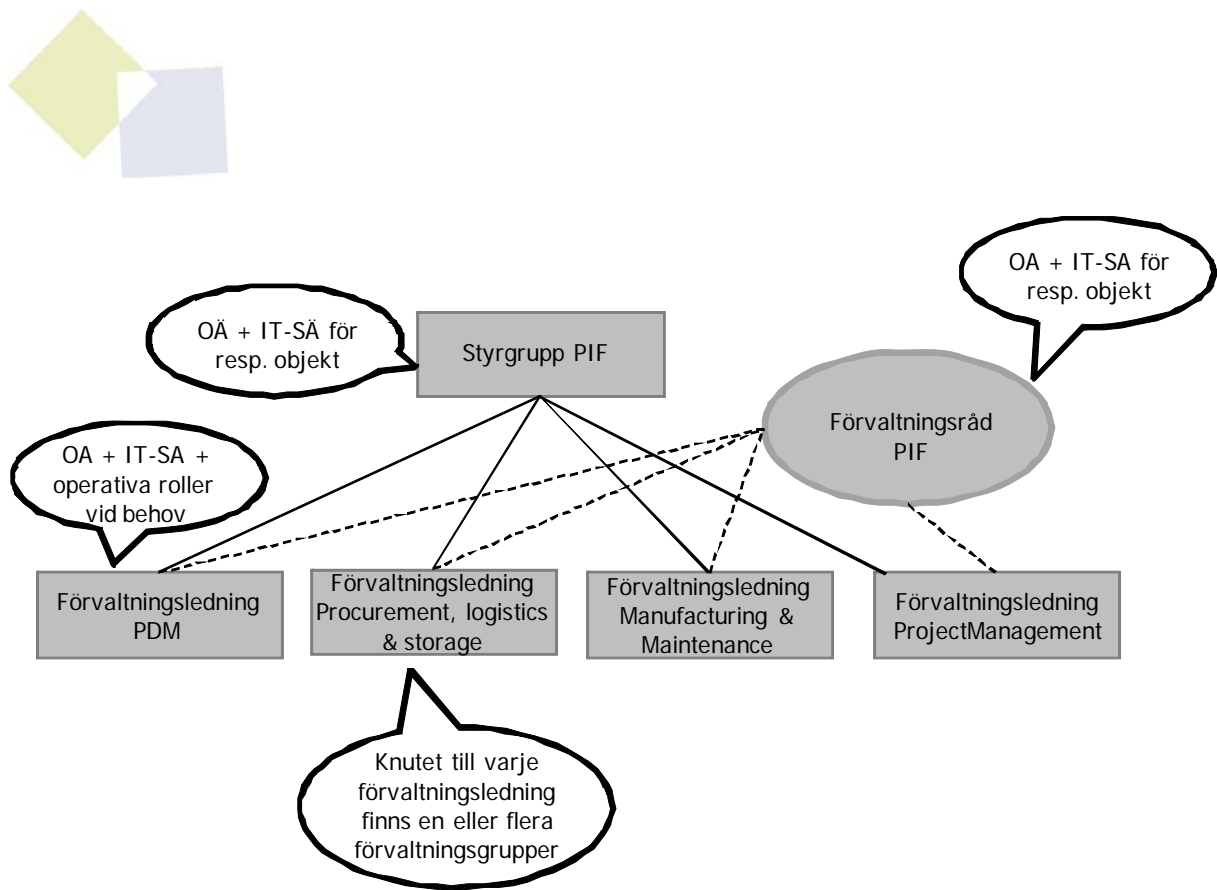 OA + IT-SA för
resp. objekt
OÄ + IT-SÄ för
resp. objekt
Styrgrupp PIF
Förvaltningsråd
PIF
OA + IT-SA +
operativa roller
vid behov
Förvaltningsledning
PDM
Förvaltningsledning
Procurement, logistics
& storage
Förvaltningsledning
Manufacturing &
Maintenance
Förvaltningsledning
ProjectManagement
Knutet till varje
förvaltningsledning
finns en eller flera
förvaltningsgrupper